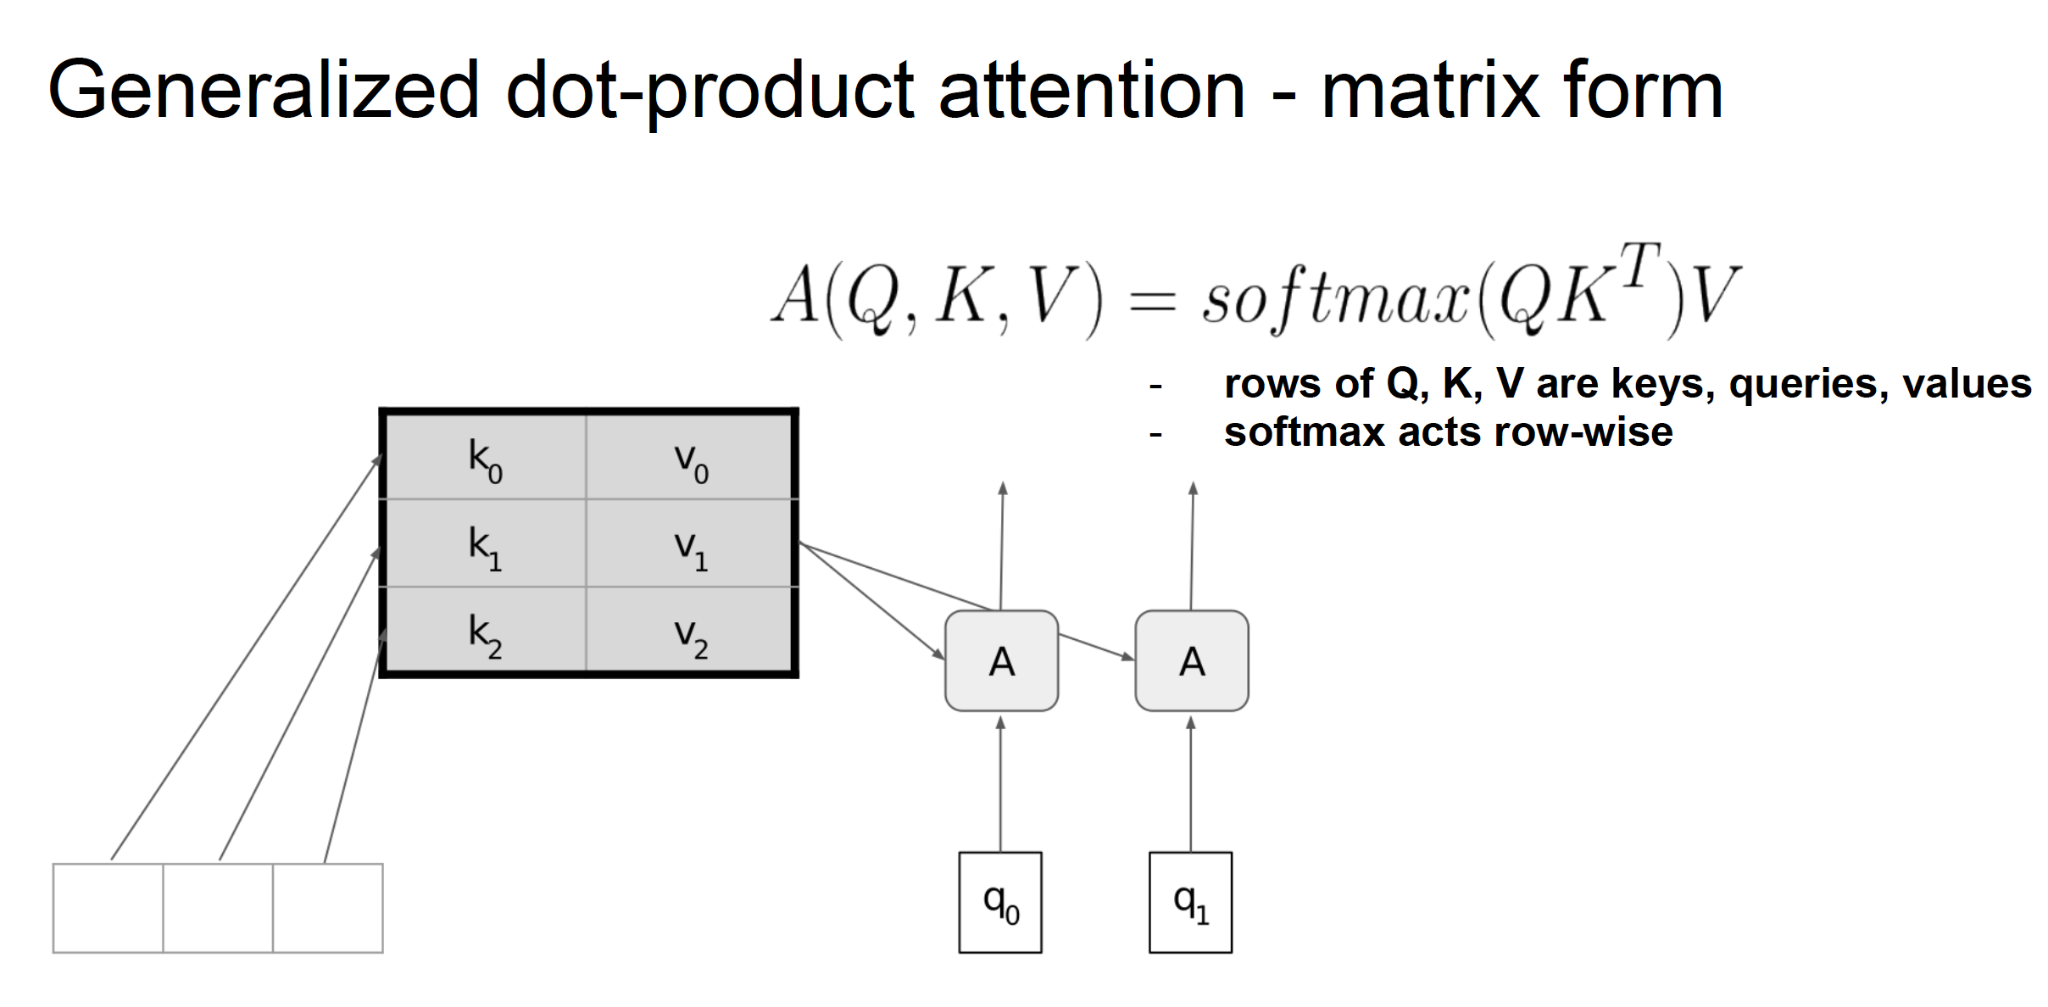 Generalized dot-product attention - matrix form
A(Q, K, V) = softmax(QK^T)V
- rows of Q, K, V are keys, queries, values
- softmax acts row-wise
k0 v0
k1 v1
k2 v2
A A
q0 q1